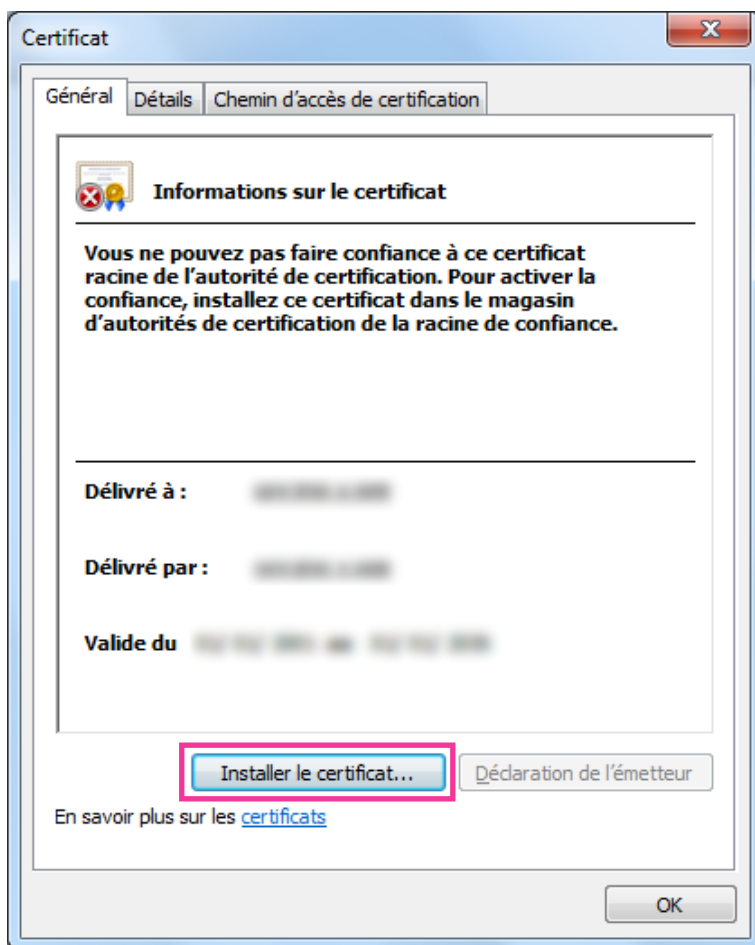 Certificat
Général
Détails
Chemin d’accès de certification
Informations sur le certificat
Vous ne pouvez pas faire confiance à ce certificat
racine de l’autorité de certification. Pour activer la
confiance, installez ce certificat dans le magasin
d’autorités de certification de la racine de confiance.
Délivré à :
Délivré par :
Valide du
Installer le certificat...
Déclaration de l’émetteur
En savoir plus sur les certificats
OK